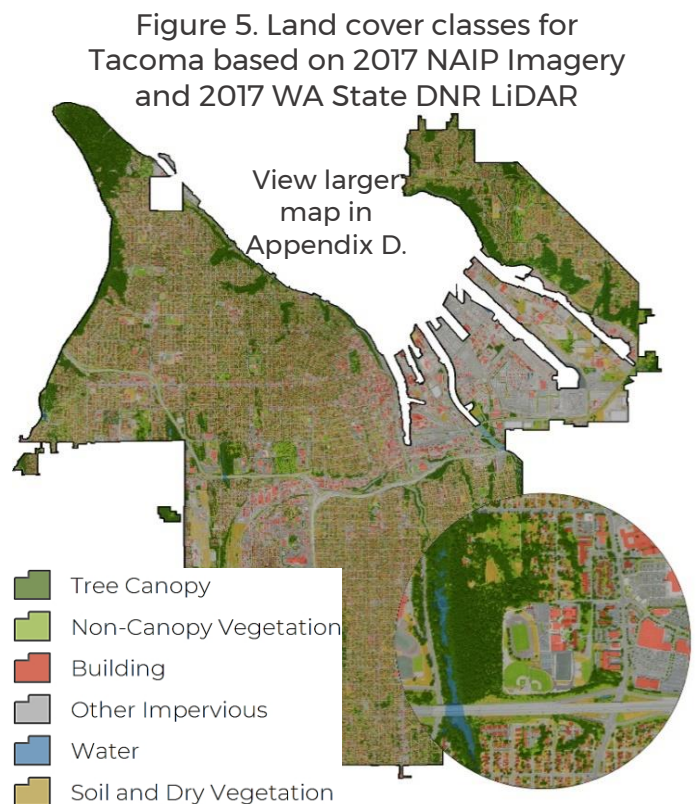 Figure 5. Land cover classes for
Tacoma based on 2017 NAIP Imagery
and 2017 WA State DNR LiDAR
View larger
map in
Appendix D.
Tree Canopy
Non-Canopy Vegetation
Building
Other Impervious
Water
Soil and Dry Vegetation